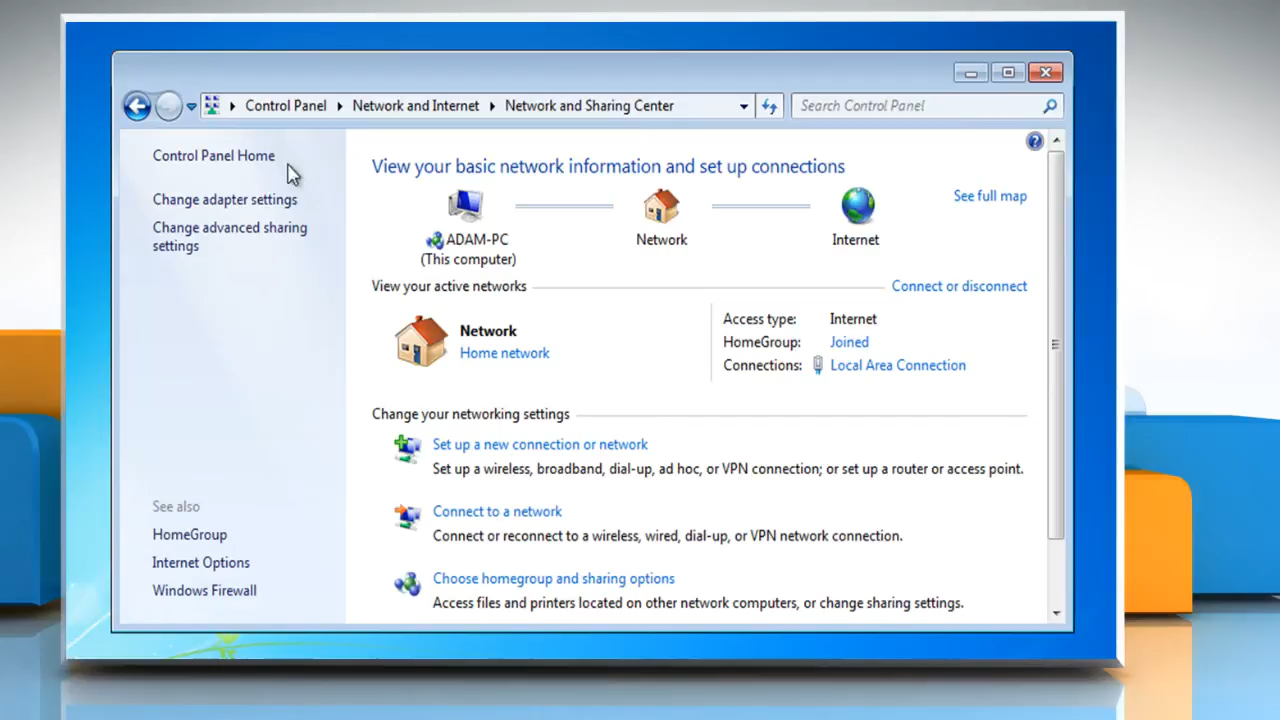 Control Panel
Network and Internet
Network and Sharing Center
Search Control Panel
Control Panel Home
Change adapter settings
Change advanced sharing
settings
See also
HomeGroup
Internet Options
Windows Firewall
View your basic network information and set up connections
See full map
ADAM-PC
(This computer)
Network
Internet
View your active networks
Connect or disconnect
Network
Home network
Access type: Internet
HomeGroup: Joined
Connections: Local Area Connection
Change your networking settings
Set up a new connection or network
Set up a wireless, broadband, dial-up, ad hoc, or VPN connection; or set up a router or access point.
Connect to a network
Connect or reconnect to a wireless, wired, dial-up, or VPN network connection.
Choose homegroup and sharing options
Access files and printers located on other network computers, or change sharing settings.